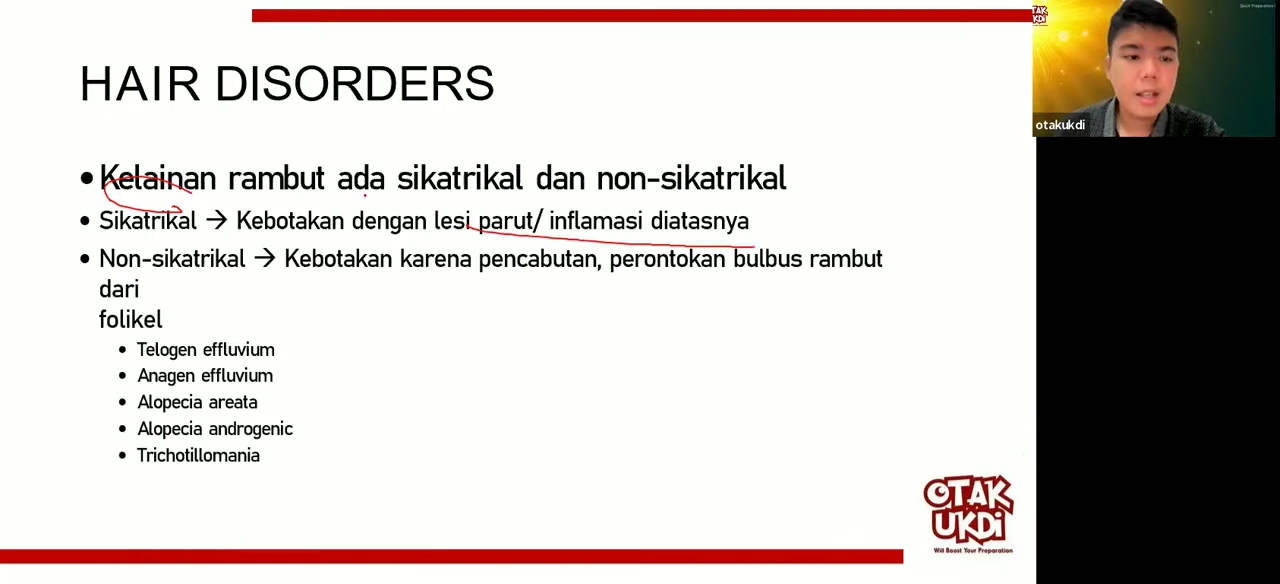 HAIR DISORDERS
• Kelainan rambut ada sikatrikal dan non-sikatrikal
• Sikatrikal → Kebotakan dengan lesi parut/ inflamasi diatasnya
• Non-sikatrikal → Kebotakan karena pencabutan, perontokan bulbus rambut
dari
folikel
• Telogen effluvium
• Anagen effluvium
• Alopecia areata
• Alopecia androgenic
• Trichotillomania
otakukdi
OTAK
UKDi
Will Boost Your Preparation